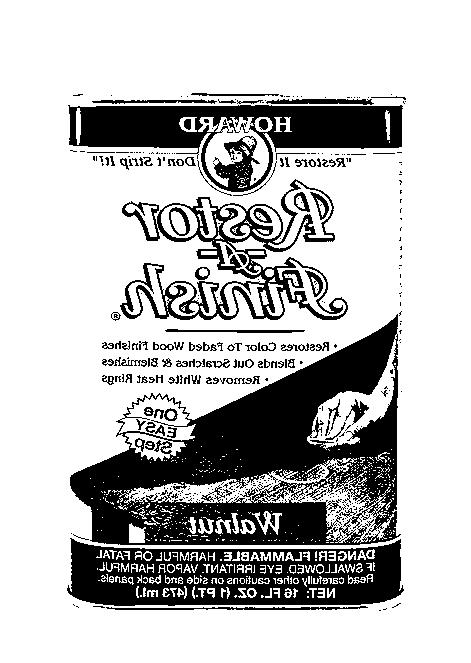 HOWARD
"Restore It Don't Strip It!"
Restor
-A-
Finish®
• Restores Color To Faded Wood Finishes
• Blends Out Scratches & Blemishes
• Removes White Heat Rings
One
EASY
Step
Walnut
DANGER! FLAMMABLE. HARMFUL OR FATAL
IF SWALLOWED. EYE IRRITANT. VAPOR HARMFUL.
Read carefully other cautions on side and back panels.
NET: 16 FL. OZ. (1 PT.) (473 ml.)